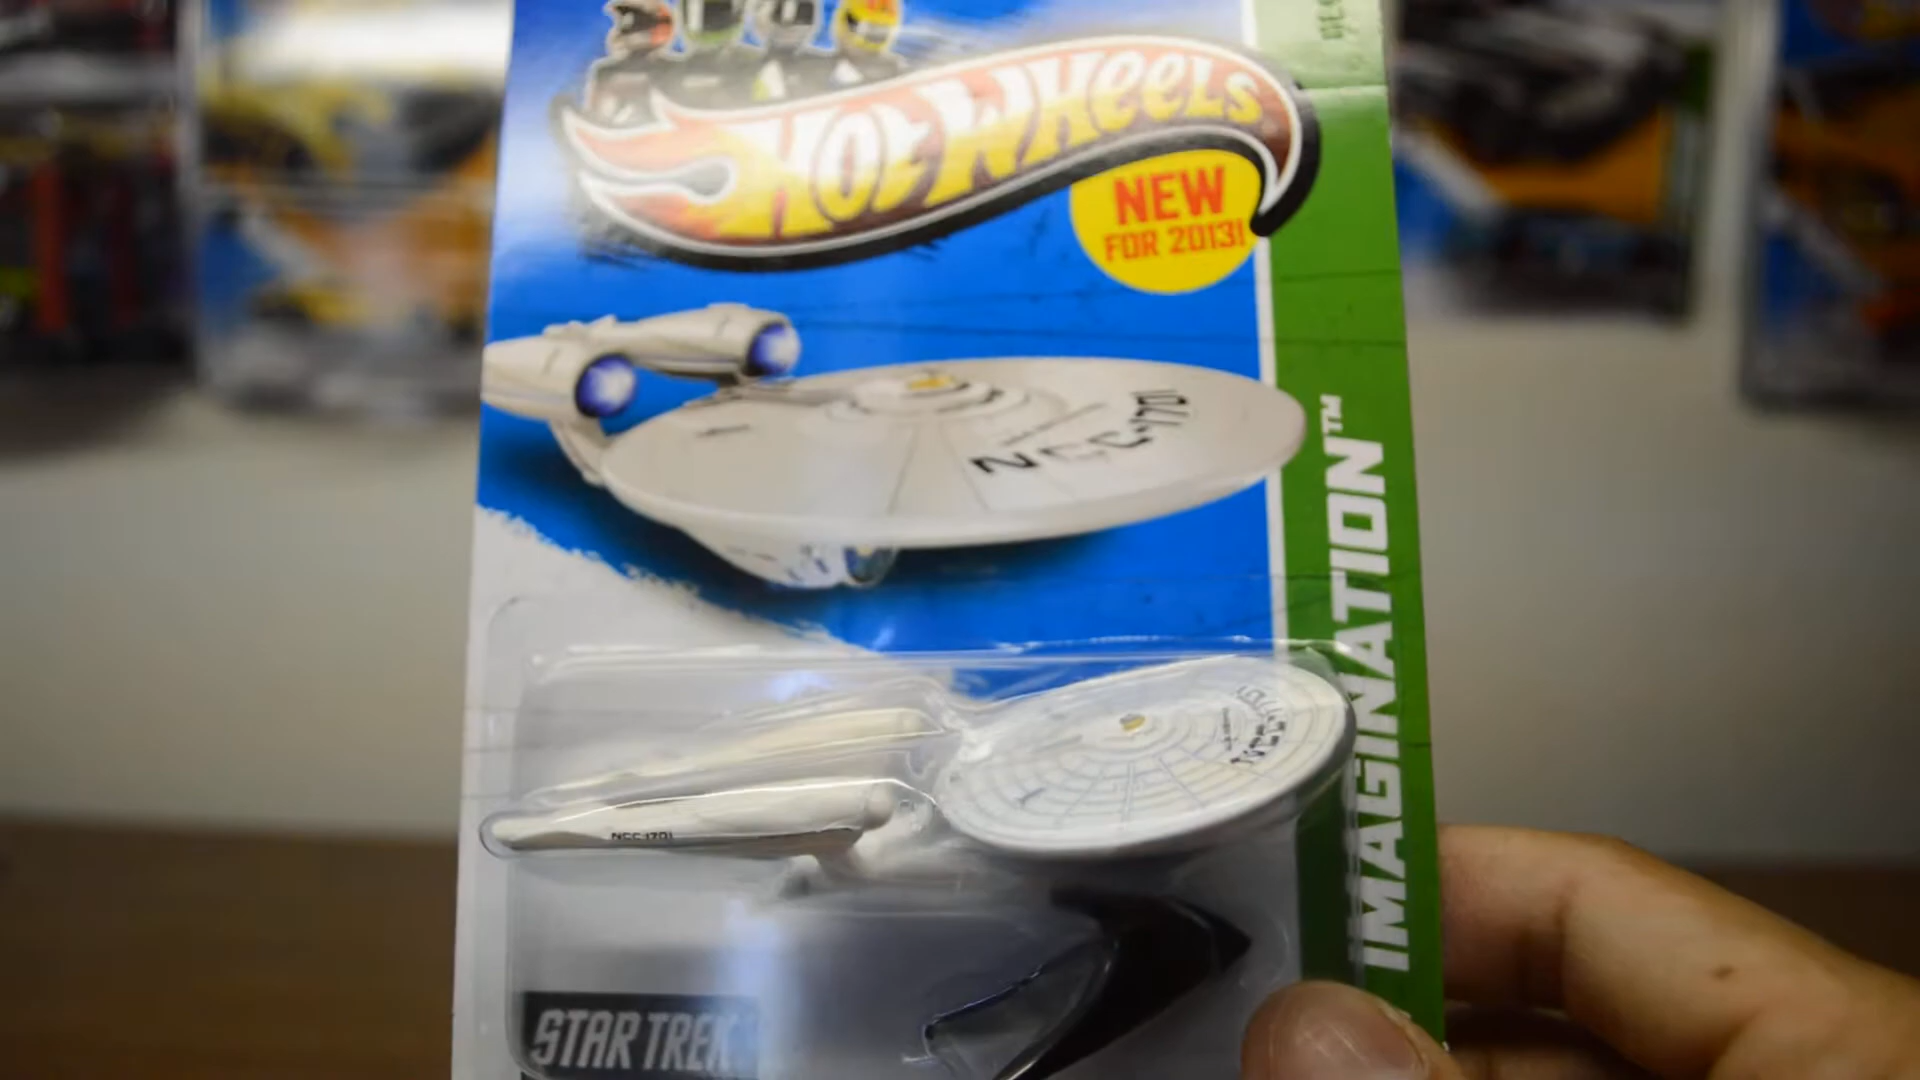 HOT WHEELS
NEW
FOR 2013!
NCC-1701
IMAGINATION™
NCC-1701
STAR TREK